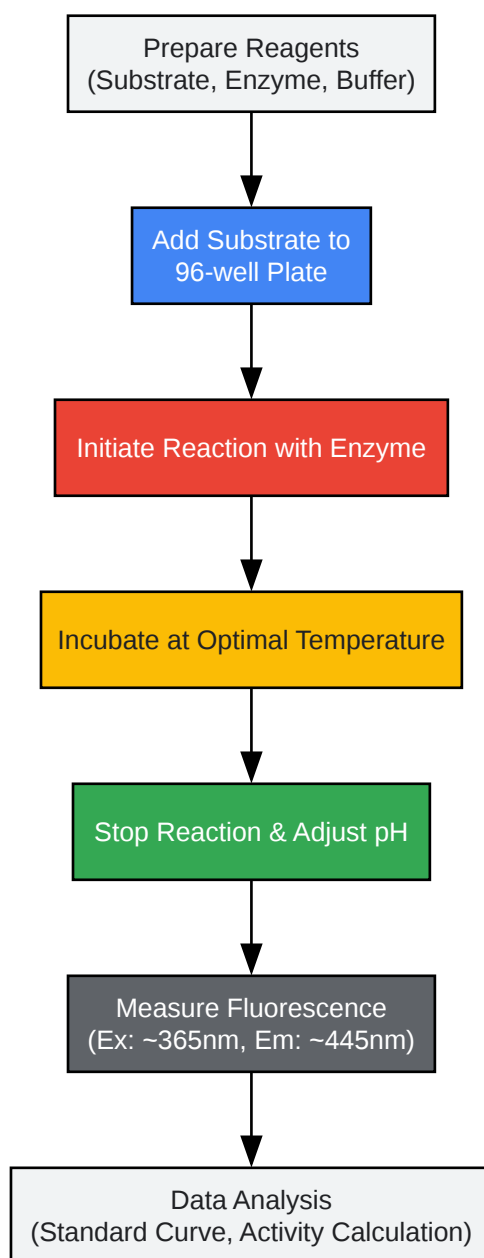 Prepare Reagents
(Substrate, Enzyme, Buffer)
Add Substrate to
96-well Plate
Initiate Reaction with Enzyme
Incubate at Optimal Temperature
Stop Reaction & Adjust pH
Measure Fluorescence
(Ex: ~365nm, Em: ~445nm)
Data Analysis
(Standard Curve, Activity Calculation)